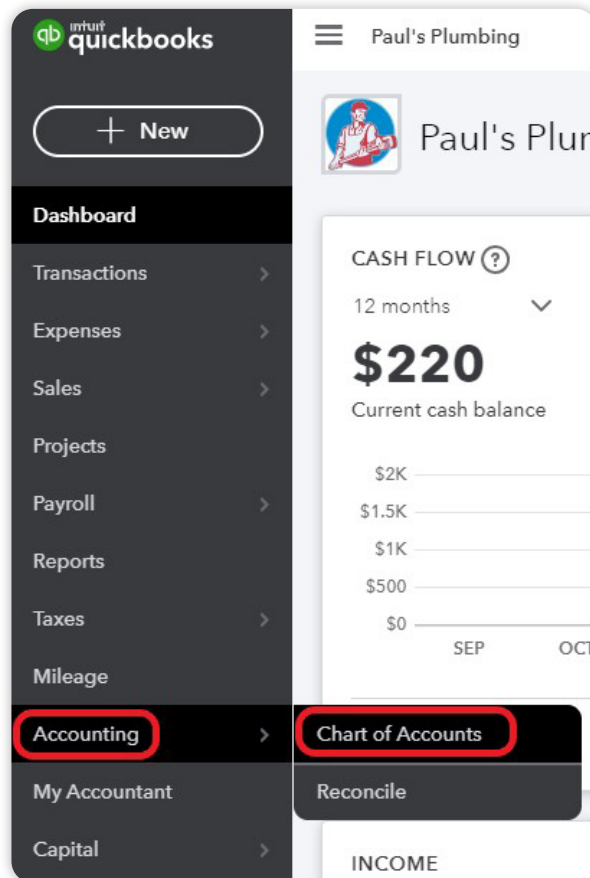 qb intuit quickbooks
Paul's Plumbing
+ New
Dashboard
Transactions
Expenses
Sales
Projects
Payroll
Reports
Taxes
Mileage
Accounting
My Accountant
Capital
Chart of Accounts
Reconcile
Paul's Plum
CASH FLOW ?
12 months
$220
Current cash balance
$2K
$1.5K
$1K
$500
$0
SEP
OCT
INCOME